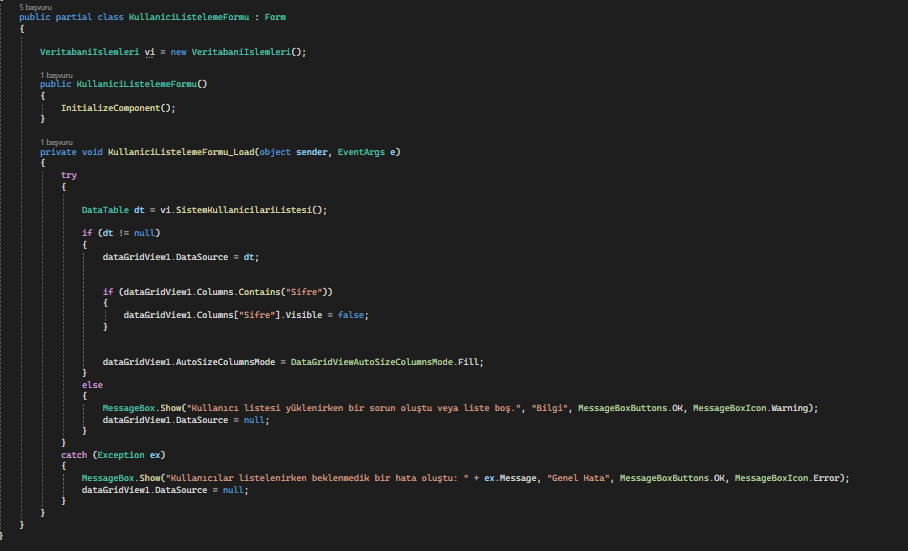 5 başvuru
public partial class KullaniciListelemeFormu : Form
{
VeritabaniIslemleri vi = new VeritabaniIslemleri();
1 başvuru
public KullaniciListelemeFormu()
{
InitializeComponent();
}
1 başvuru
private void KullaniciListelemeFormu_Load(object sender, EventArgs e)
{
try
{
DataTable dt = vi.SistemKullanicilariListesi();
if (dt != null)
{
dataGridView1.DataSource = dt;
if (dataGridView1.Columns.Contains("Sifre"))
{
dataGridView1.Columns["Sifre"].Visible = false;
}
dataGridView1.AutoSizeColumnsMode = DataGridViewAutoSizeColumnsMode.Fill;
}
else
{
MessageBox.Show("Kullanıcı listesi yüklenirken bir sorun oluştu veya liste boş.", "Bilgi", MessageBoxButtons.OK, MessageBoxIcon.Warning);
dataGridView1.DataSource = null;
}
}
catch (Exception ex)
{
MessageBox.Show("Kullanıcılar listelenirken beklenmedik bir hata oluştu: " + ex.Message, "Genel Hata", MessageBoxButtons.OK, MessageBoxIcon.Error);
dataGridView1.DataSource = null;
}
}
}
}